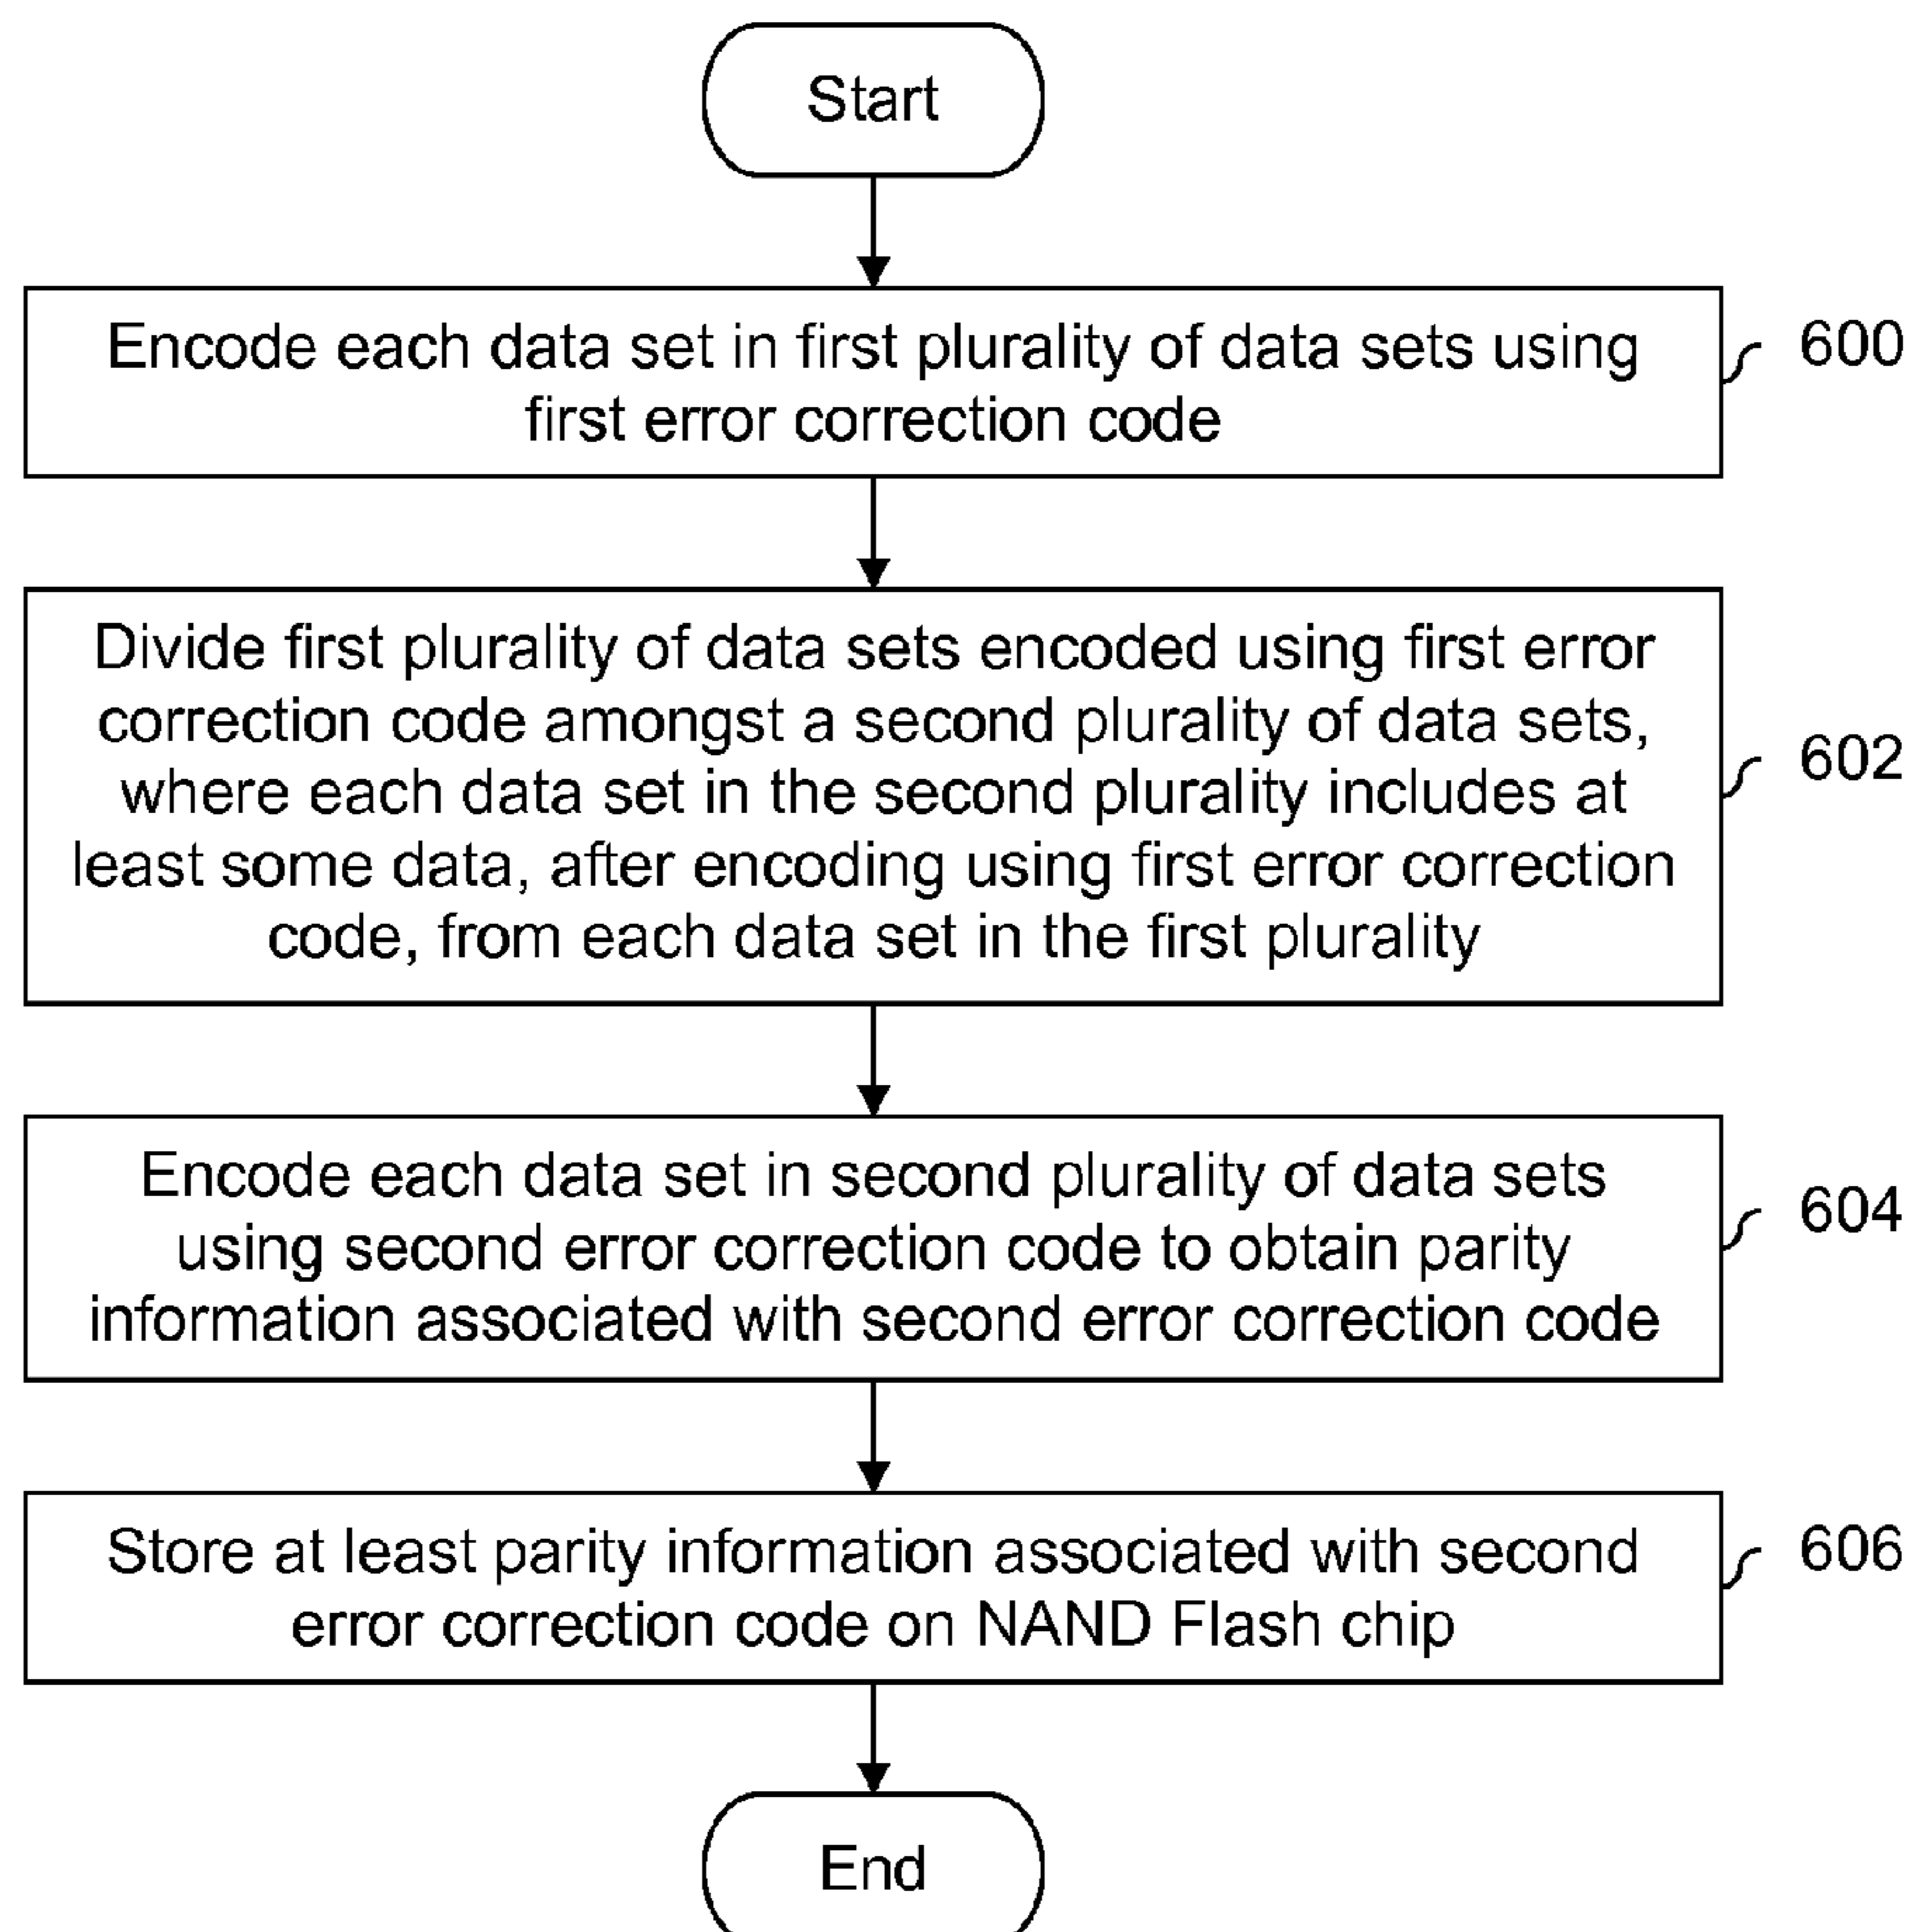 Start
Encode each data set in first plurality of data sets using
first error correction code
600
Divide first plurality of data sets encoded using first error
correction code amongst a second plurality of data sets,
where each data set in the second plurality includes at
least some data, after encoding using first error correction
code, from each data set in the first plurality
602
Encode each data set in second plurality of data sets
using second error correction code to obtain parity
information associated with second error correction code
604
Store at least parity information associated with second
error correction code on NAND Flash chip
606
End